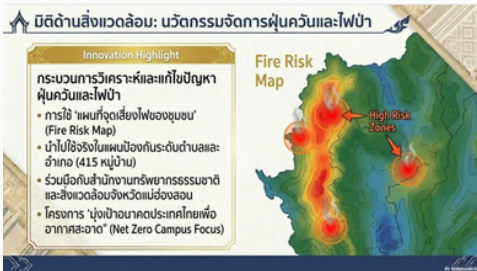 มิติด้านสิ่งแวดล้อม: นวัตกรรมจัดการฝุ่นควันและไฟป่า
Innovation Highlight
กระบวนการวิเคราะห์และแก้ไขปัญหา
ฝุ่นควันและไฟป่า
• การใช้ 'แผนที่จุดเสี่ยงไฟของชุมชน'
(Fire Risk Map)
• นำไปใช้จริงในแผนป้องกันระดับตำบลและ
อำเภอ (415 หมู่บ้าน)
• ร่วมมือกับสำนักงานทรัพยากรธรรมชาติ
และสิ่งแวดล้อมจังหวัดแม่ฮ่องสอน
• โครงการ 'มุ่งเป้าอนาคตประเทศไทยเพื่อ
อากาศสะอาด" (Net Zero Campus Focus)
Fire Risk
Map
High Risk
Zones